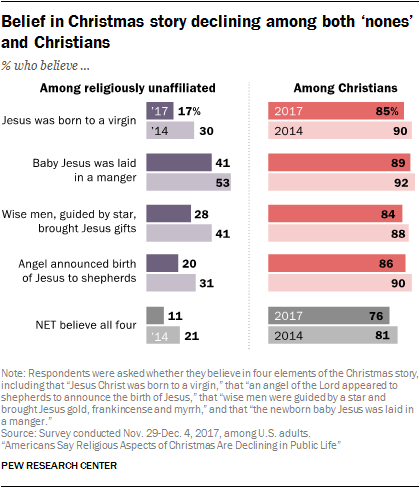 Belief in Christmas story declining among both ‘nones’
and Christians
% who believe ...
Among religiously unaffiliated
Among Christians
Jesus was born to a virgin
’17 17%
’14 30
2017 85%
2014 90
Baby Jesus was laid
in a manger
41
53
89
92
Wise men, guided by star,
brought Jesus gifts
28
41
84
88
Angel announced birth
of Jesus to shepherds
20
31
86
90
NET believe all four
11
’14 21
2017 76
2014 81
Note: Respondents were asked whether they believe in four elements of the Christmas story,
including that “Jesus Christ was born to a virgin,” that “an angel of the Lord appeared to
shepherds to announce the birth of Jesus,” that “wise men were guided by a star and
brought Jesus gold, frankincense and myrrh,” and that “the newborn baby Jesus was laid in
a manger.”
Source: Survey conducted Nov. 29-Dec. 4, 2017, among U.S. adults.
“Americans Say Religious Aspects of Christmas Are Declining in Public Life”
PEW RESEARCH CENTER